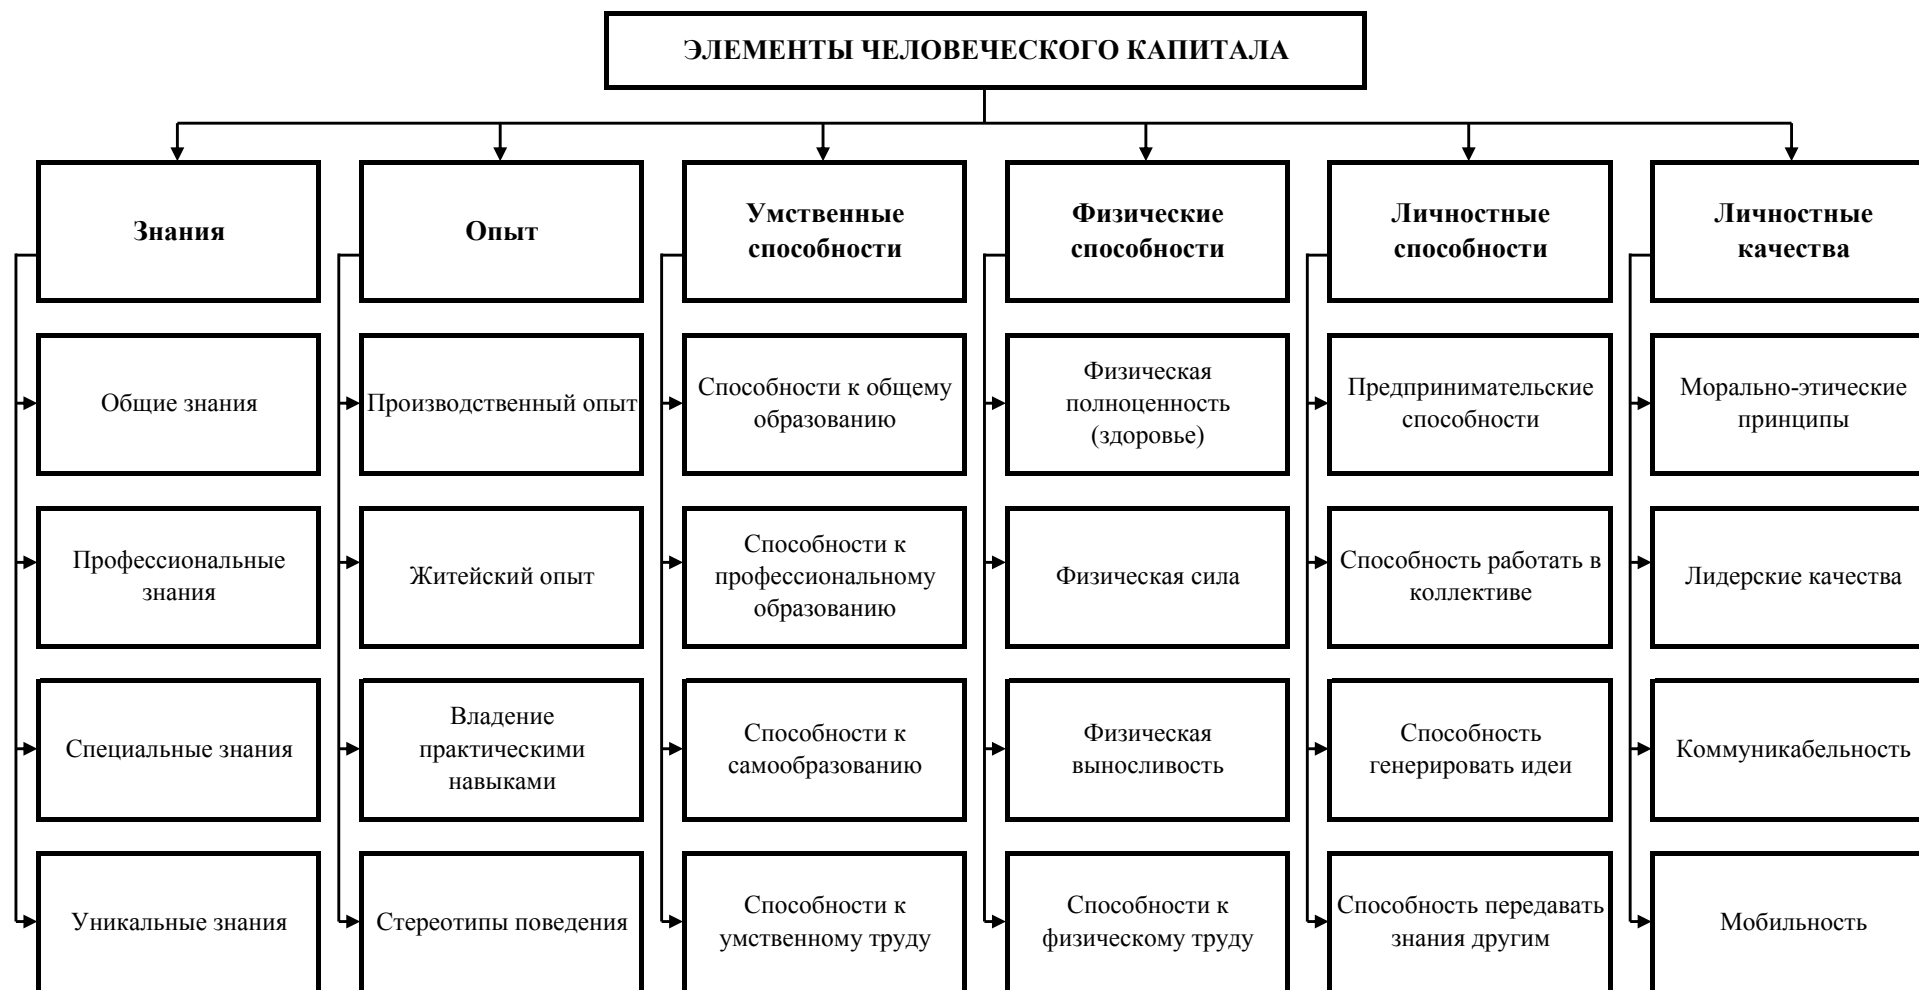 ЭЛЕМЕНТЫ ЧЕЛОВЕЧЕСКОГО КАПИТАЛА
Знания
Опыт
Умственные
способности
Физические
способности
Личностные
способности
Личностные
качества
Общие знания
Производственный опыт
Способности к общему
образованию
Физическая
полноценность
(здоровье)
Предпринимательские
способности
Морально-этические
принципы
Профессиональные
знания
Житейский опыт
Способности к
профессиональному
образованию
Физическая сила
Способность работать в
коллективе
Лидерские качества
Специальные знания
Владение
практическими
навыками
Способности к
самообразованию
Физическая
выносливость
Способность
генерировать идеи
Коммуникабельность
Уникальные знания
Стереотипы поведения
Способности к
умственному труду
Способности к
физическому труду
Способность передавать
знания другим
Мобильность